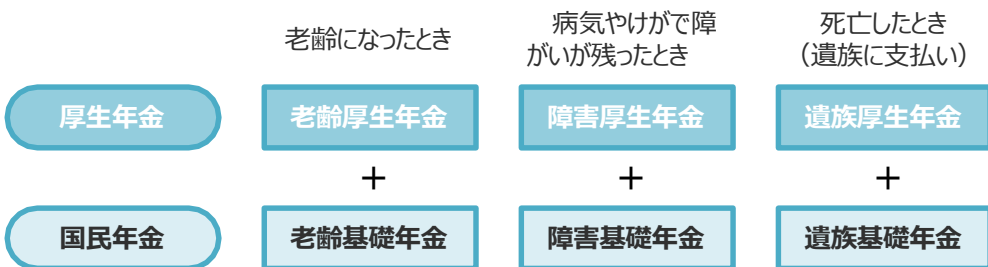 老齢になったとき
病気やけがで障
がいが残ったとき
死亡したとき
（遺族に支払い）
厚生年金
老齢厚生年金
障害厚生年金
遺族厚生年金
＋
＋
＋
国民年金
老齢基礎年金
障害基礎年金
遺族基礎年金